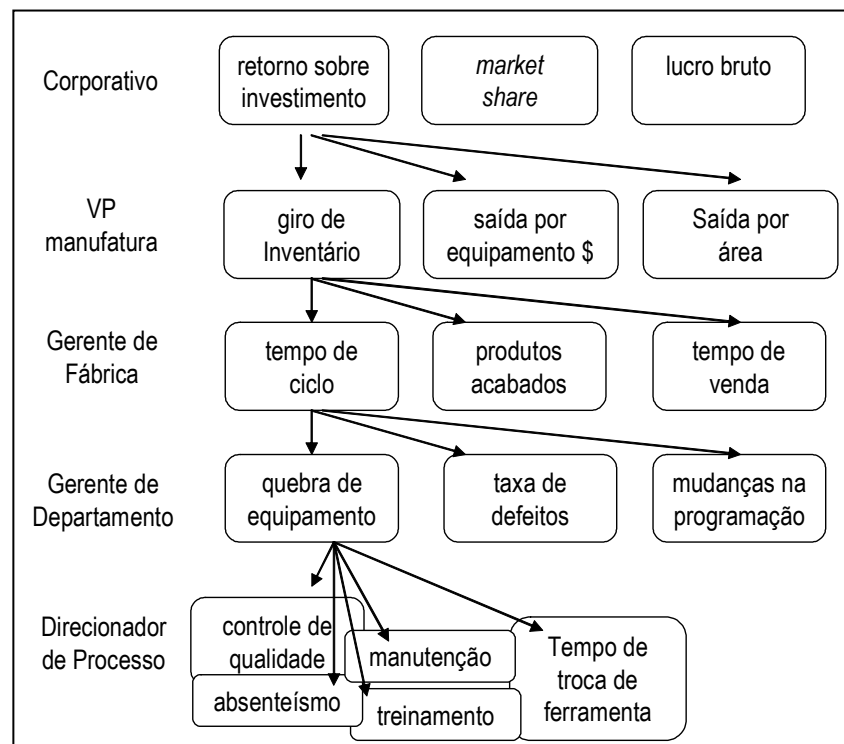 Corporativo
retorno sobre
investimento
market
share
lucro bruto
VP
manufatura
giro de
Inventário
saída por
equipamento $
Saída por
área
Gerente de
Fábrica
tempo de
ciclo
produtos
acabados
tempo de
venda
Gerente de
Departamento
quebra de
equipamento
taxa de
defeitos
mudanças na
programação
Direcionador
de Processo
controle de
qualidade
manutenção
absenteísmo
treinamento
Tempo de
troca de
ferramenta